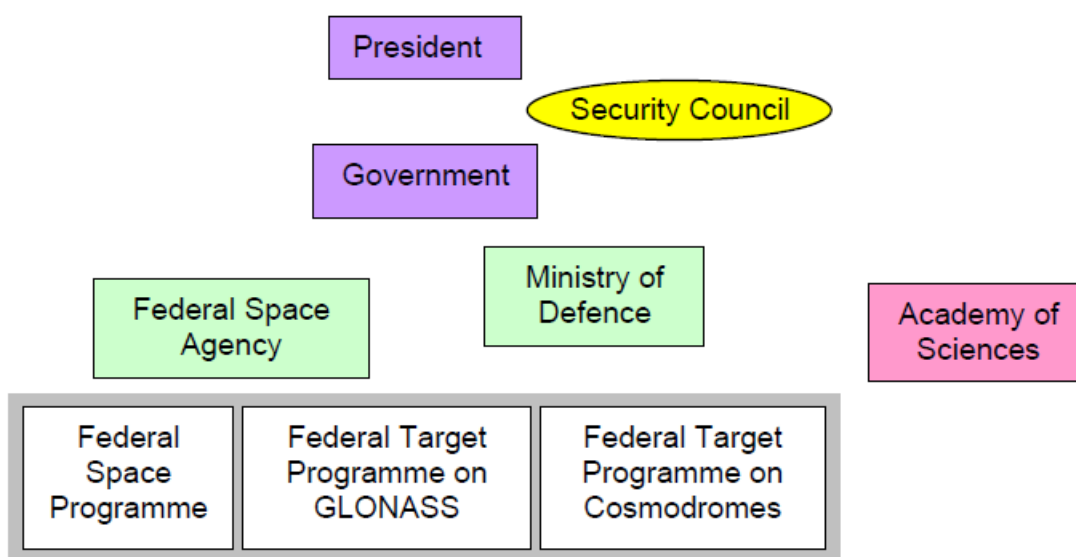 President
Security Council
Government
Ministry of
Defence
Federal Space
Agency
Academy of
Sciences
Federal
Space
Programme
Federal Target
Programme on
GLONASS
Federal Target
Programme on
Cosmodromes